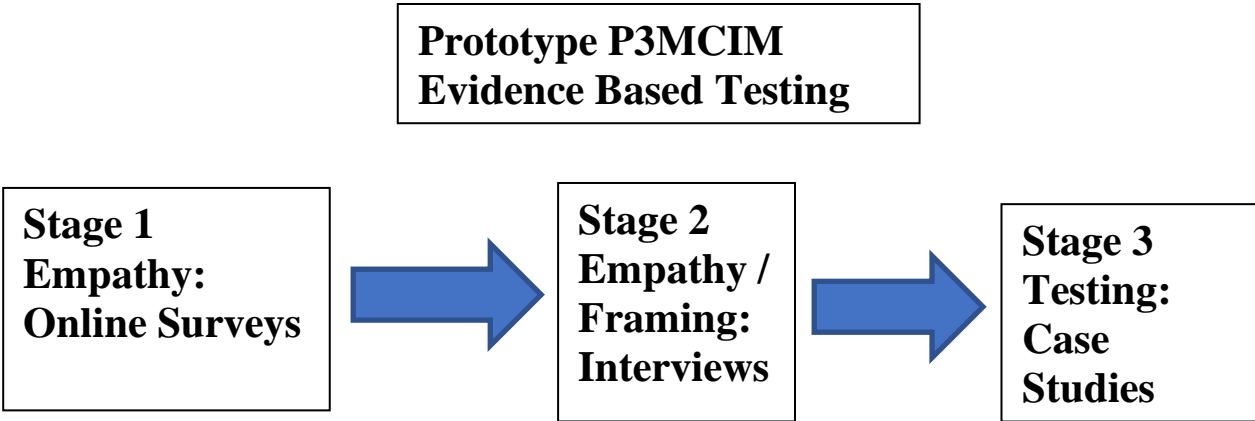 Prototype P3MCIM
Evidence Based Testing
Stage 1
Empathy:
Online Surveys
Stage 2
Empathy /
Framing:
Interviews
Stage 3
Testing:
Case
Studies